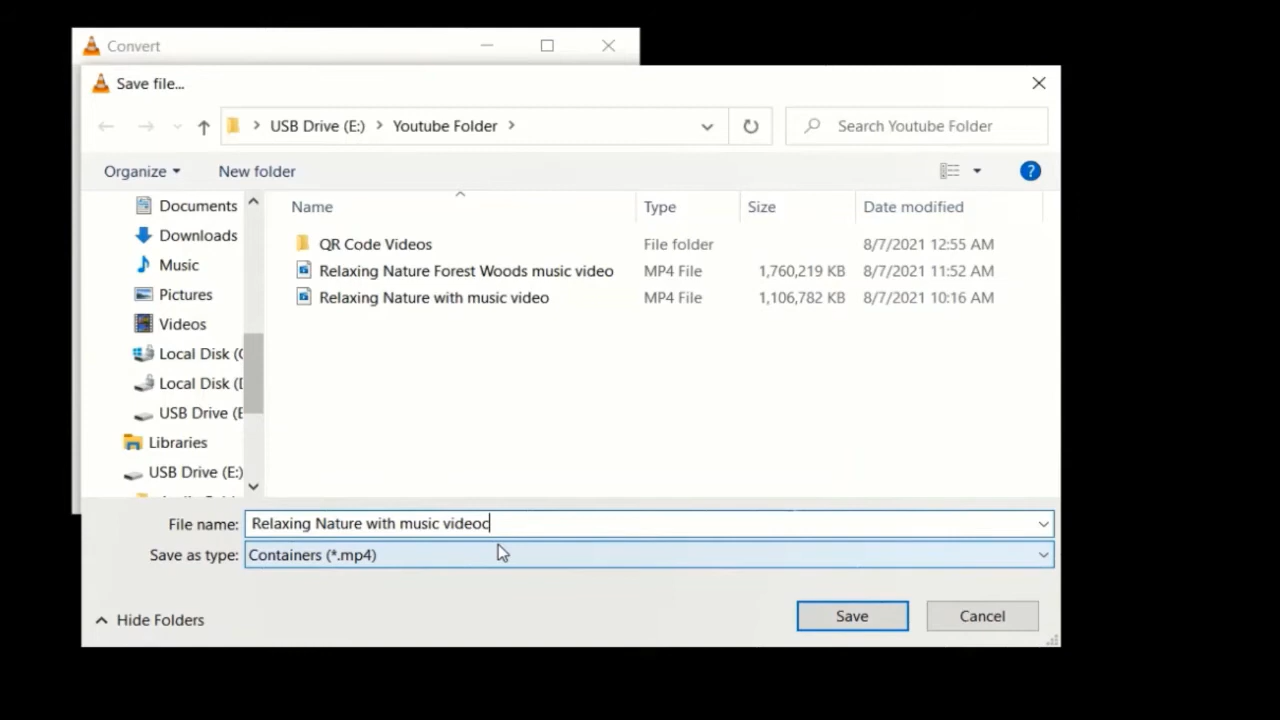 Convert
Save file...
USB Drive (E:) Youtube Folder
Search Youtube Folder
Organize
New folder
?
Documents
Downloads
Music
Pictures
Videos
Local Disk (
Local Disk (
USB Drive (E
Libraries
USB Drive (E:)
Name Type Size Date modified
QR Code Videos File folder 8/7/2021 12:55 AM
Relaxing Nature Forest Woods music video MP4 File 1,760,219 KB 8/7/2021 11:52 AM
Relaxing Nature with music video MP4 File 1,106,782 KB 8/7/2021 10:16 AM
File name: Relaxing Nature with music videoc
Save as type: Containers (*.mp4)
Hide Folders
Save
Cancel